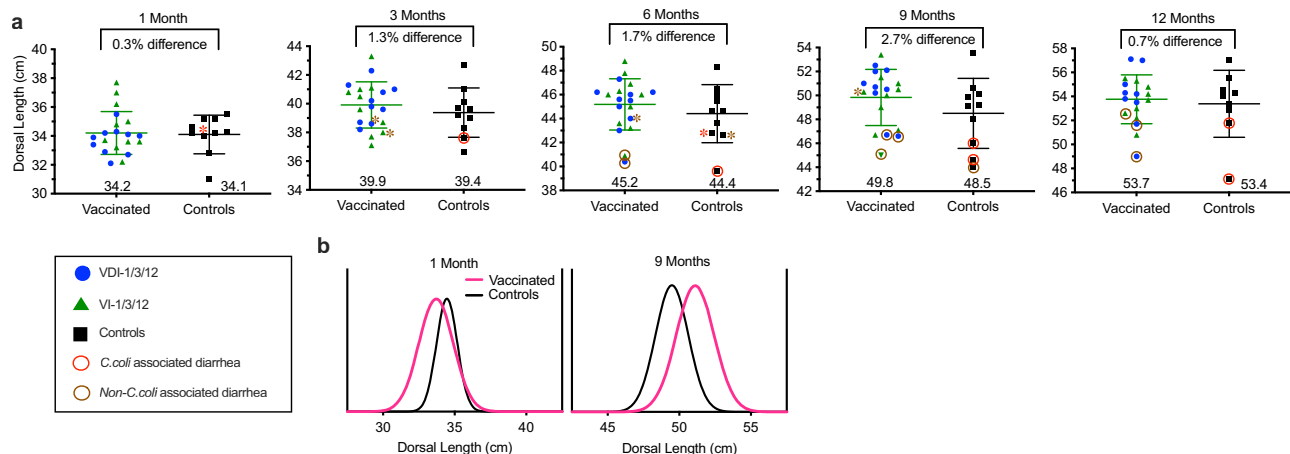 a
1 Month
0.3% difference
Dorsal Length (cm)
40
38
36
34
32
30
34.2
34.1
Vaccinated
Controls
3 Months
1.3% difference
44
42
40
38
36
34
39.9
39.4
Vaccinated
Controls
6 Months
1.7% difference
50
48
46
44
42
40
38
45.2
44.4
Vaccinated
Controls
9 Months
2.7% difference
54
52
50
48
46
44
42
49.8
48.5
Vaccinated
Controls
12 Months
0.7% difference
58
56
54
52
50
48
46
53.7
53.4
Vaccinated
Controls
VDI-1/3/12
VI-1/3/12
Controls
C.coli associated diarrhea
Non-C.coli associated diarrhea
b
1 Month
Vaccinated
Controls
30
35
40
Dorsal Length (cm)
9 Months
45
50
55
Dorsal Length (cm)